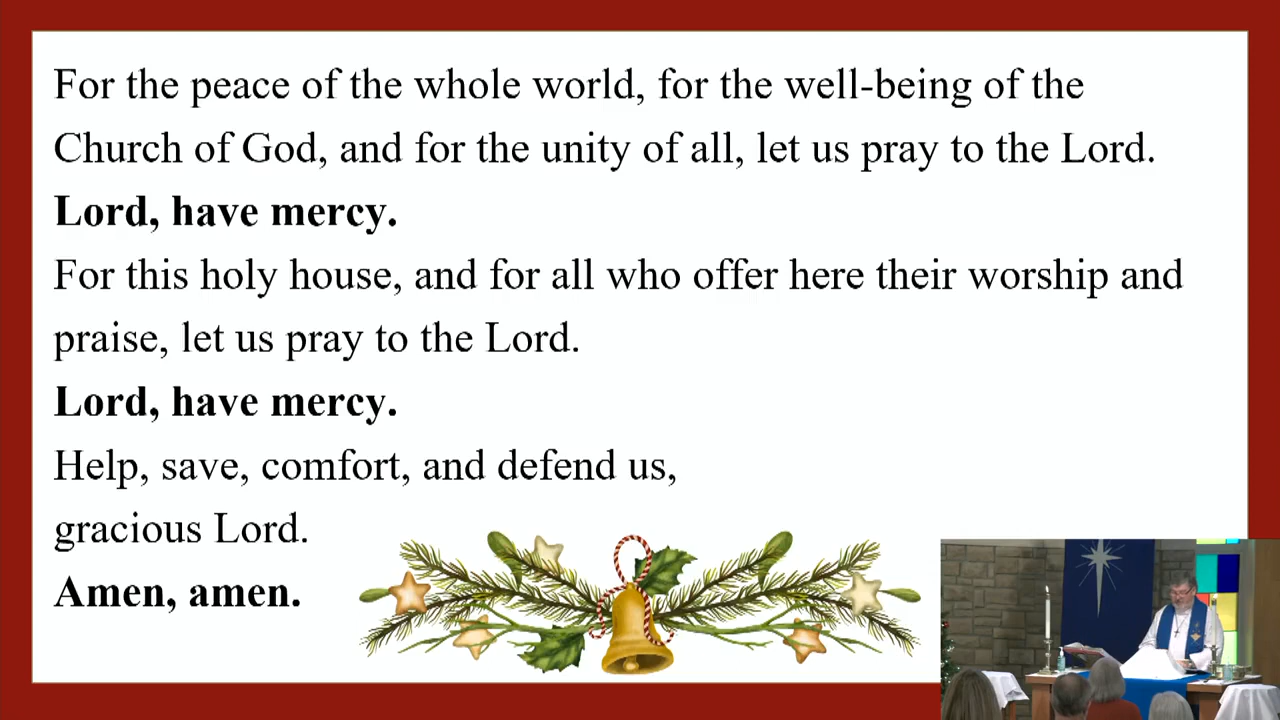 For the peace of the whole world, for the well-being of the
Church of God, and for the unity of all, let us pray to the Lord.
Lord, have mercy.
For this holy house, and for all who offer here their worship and
praise, let us pray to the Lord.
Lord, have mercy.
Help, save, comfort, and defend us,
gracious Lord.
Amen, amen.